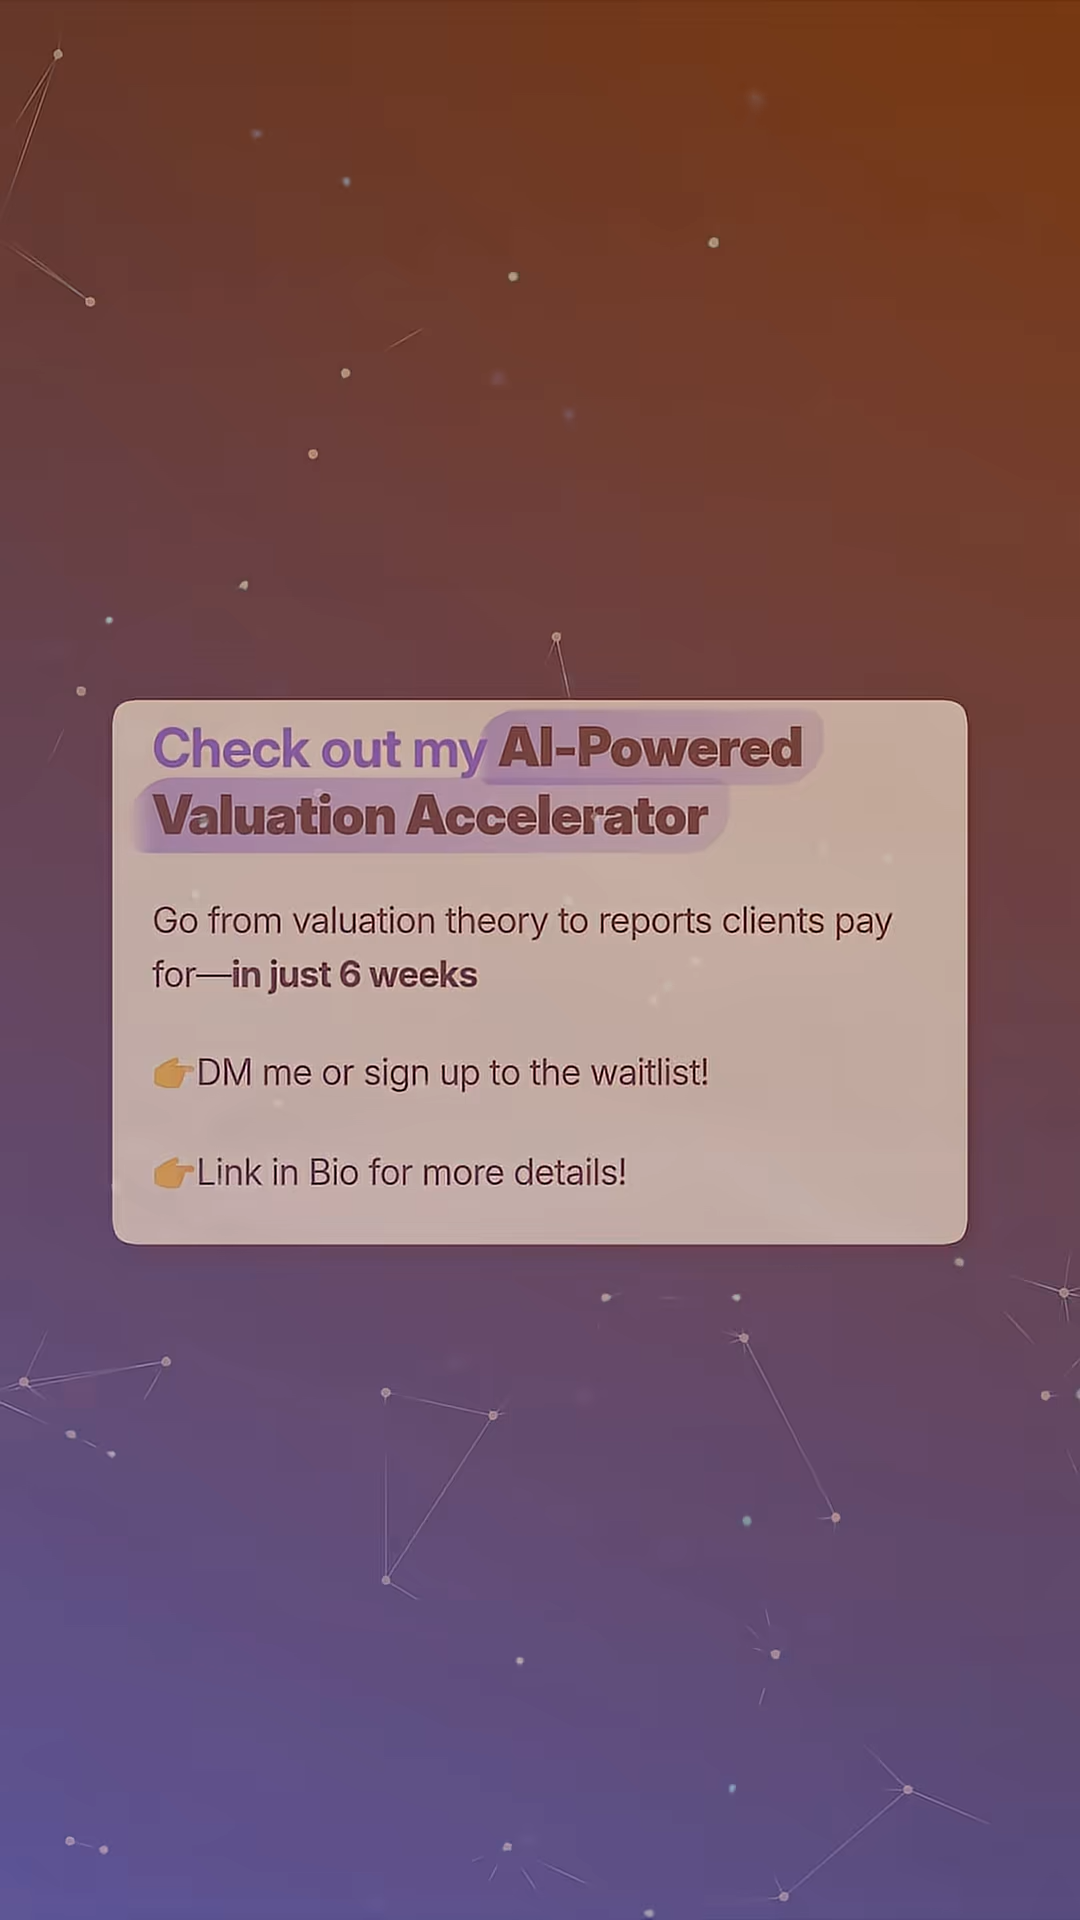 Check out my AI-Powered
Valuation Accelerator
Go from valuation theory to reports clients pay
for—in just 6 weeks
👉DM me or sign up to the waitlist!
👉Link in Bio for more details!